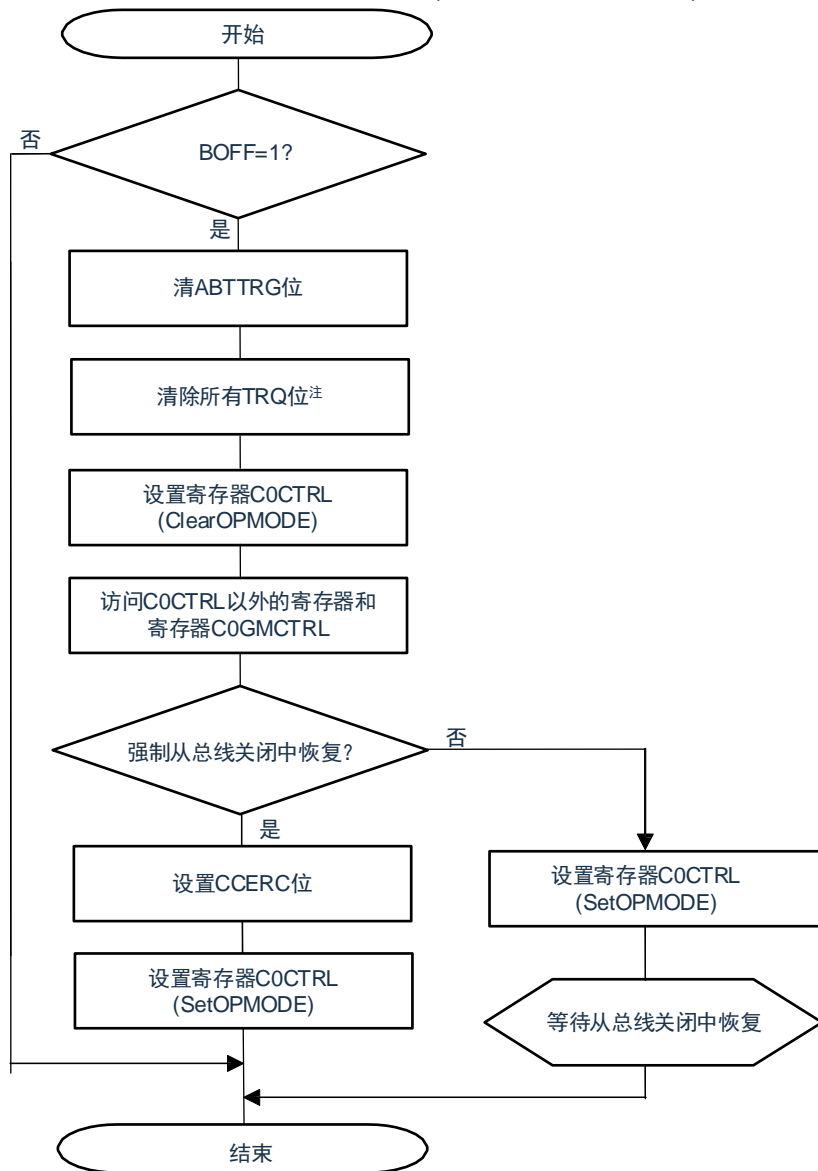 开始
否
BOFF=1?
是
清ABTTRG位
清除所有TRQ位注
设置寄存器C0CTRL
(ClearOPMODE)
访问C0CTRL以外的寄存器和
寄存器C0GMCTRL
强制从总线关闭中恢复?
否
是
设置CCERC位
设置寄存器C0CTRL
(SetOPMODE)
设置寄存器C0CTRL
(SetOPMODE)
等待从总线关闭中恢复
结束